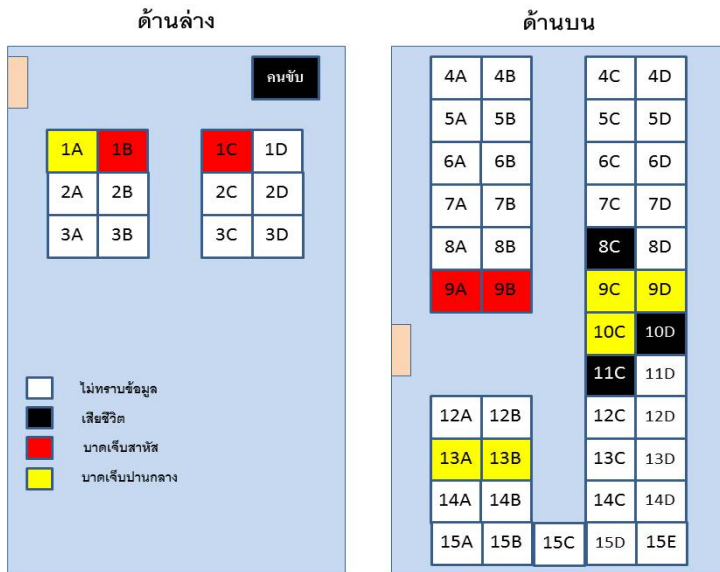 ด้านล่าง
คนขับ
1A 1B 1C 1D
2A 2B 2C 2D
3A 3B 3C 3D
ไม่ทราบข้อมูล
เสียชีวิต
บาดเจ็บสาหัส
บาดเจ็บปานกลาง
ด้านบน
4A 4B 4C 4D
5A 5B 5C 5D
6A 6B 6C 6D
7A 7B 7C 7D
8A 8B 8C 8D
9A 9B 9C 9D
10C 10D
11C 11D
12A 12B 12C 12D
13A 13B 13C 13D
14A 14B 14C 14D
15A 15B 15C 15D 15E